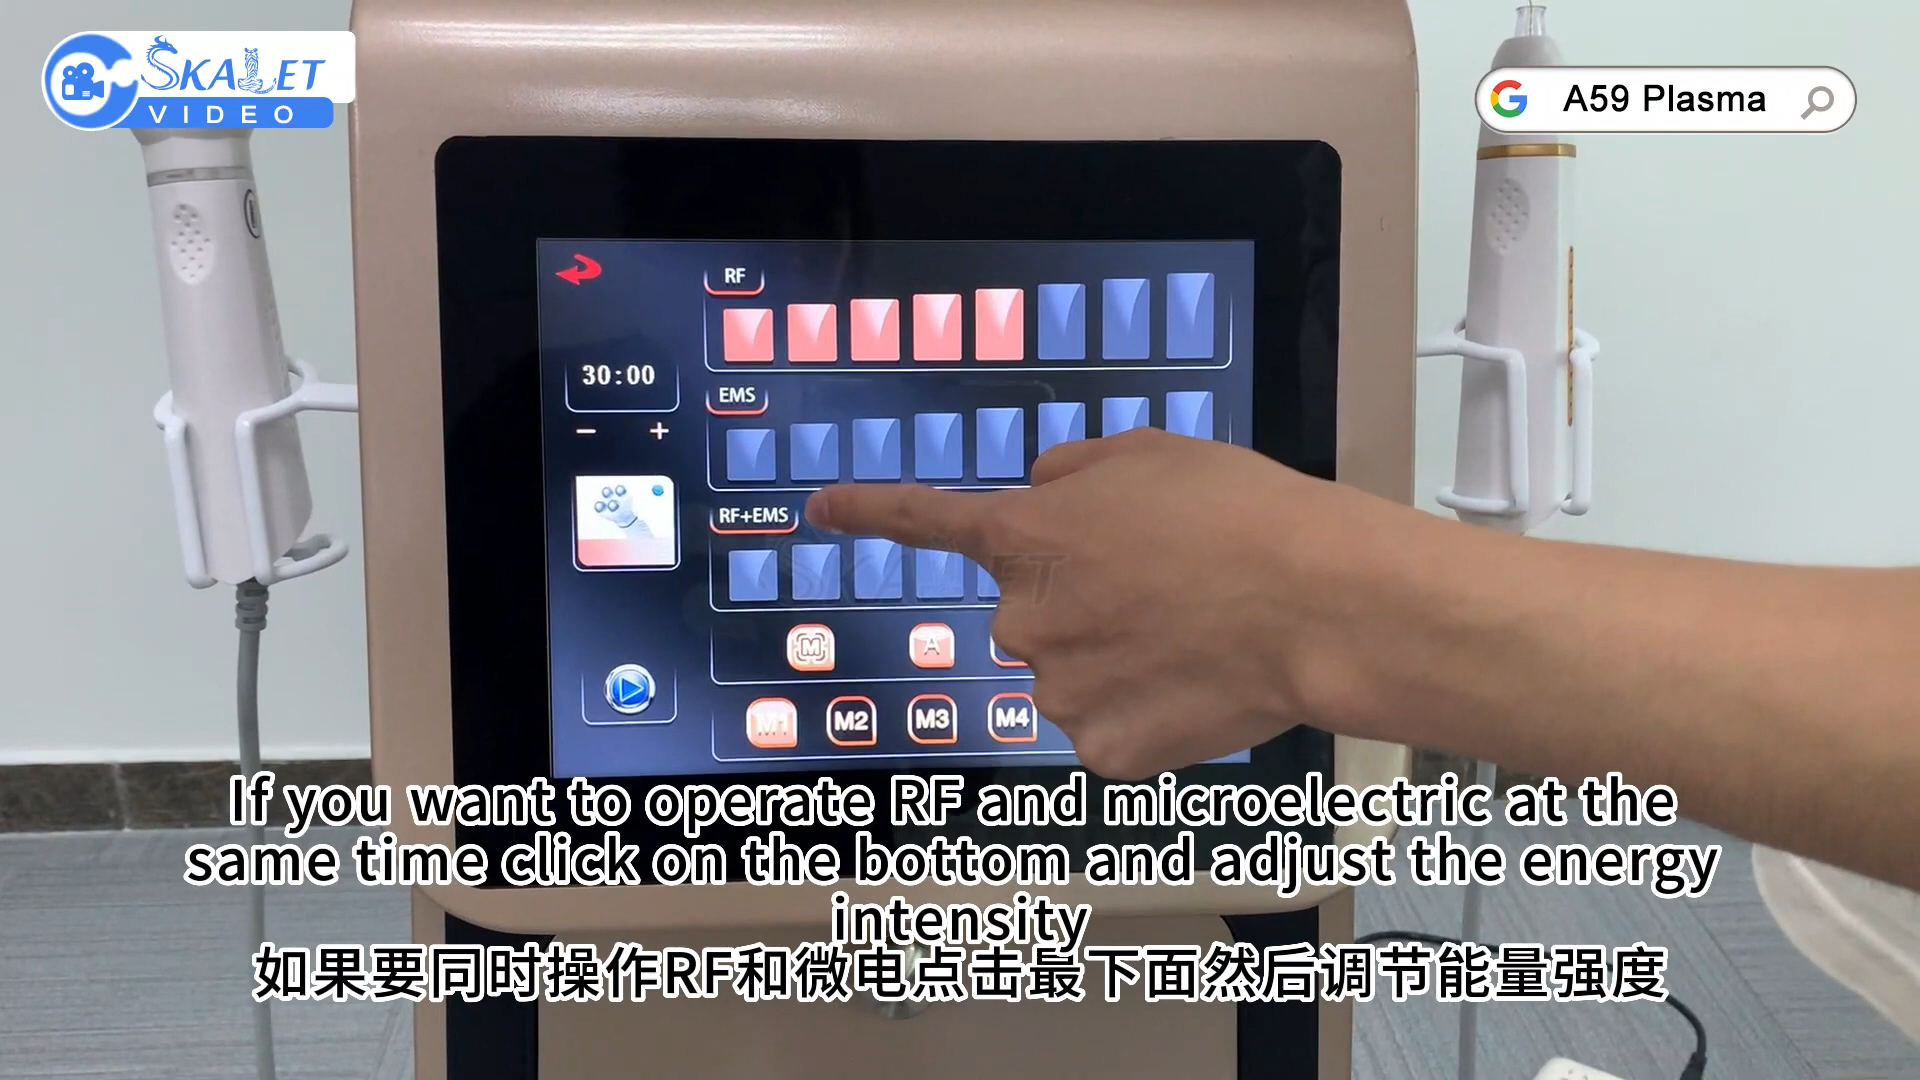 SKALET
VIDEO
A59 Plasma
RF
30:00
EMS
− +
RF+EMS
SKALET
M A
M1 M2 M3 M4
If you want to operate RF and microelectric at the
same time click on the bottom and adjust the energy
intensity
如果要同时操作RF和微电点击最下面然后调节能量强度